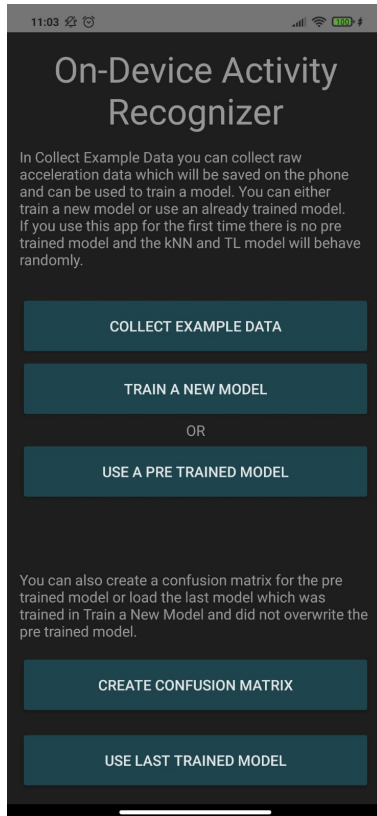 11:03
100
On-Device Activity
Recognizer
In Collect Example Data you can collect raw
acceleration data which will be saved on the phone
and can be used to train a model. You can either
train a new model or use an already trained model.
If you use this app for the first time there is no pre
trained model and the kNN and TL model will behave
randomly.
COLLECT EXAMPLE DATA
TRAIN A NEW MODEL
OR
USE A PRE TRAINED MODEL
You can also create a confusion matrix for the pre
trained model or load the last model which was
trained in Train a New Model and did not overwrite the
pre trained model.
CREATE CONFUSION MATRIX
USE LAST TRAINED MODEL